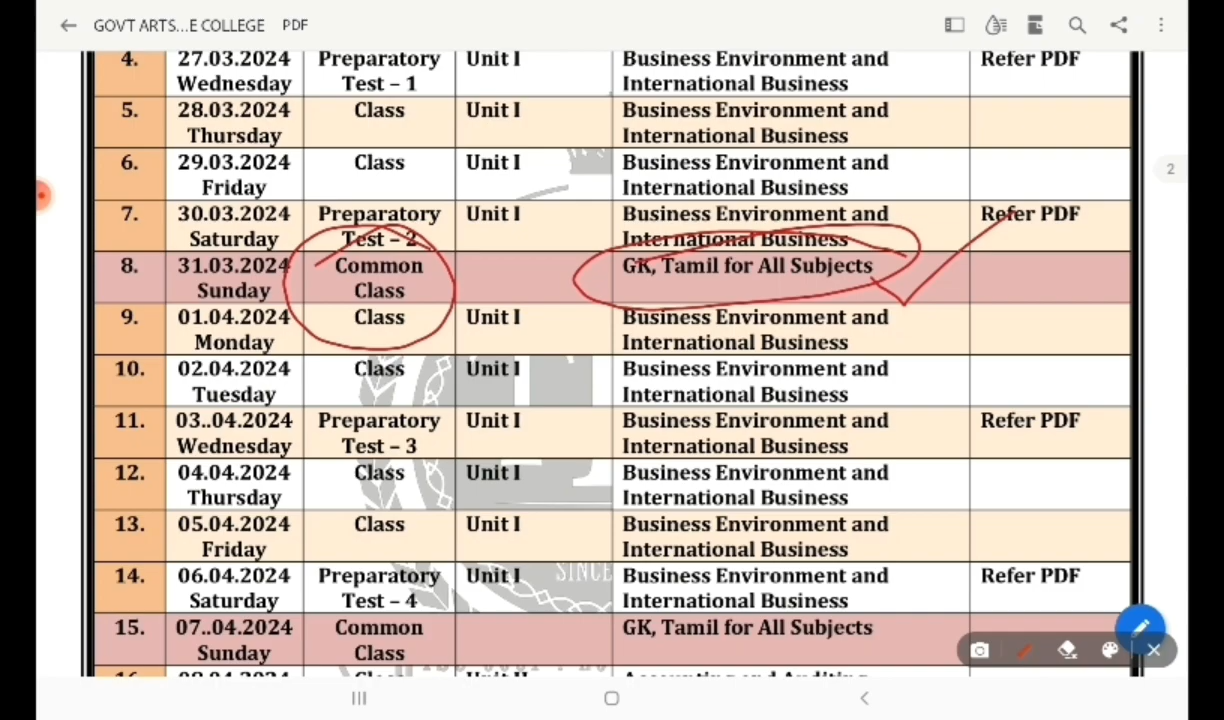 GOVT ARTS...E COLLEGE PDF
2
4. 27.03.2024 Preparatory Unit I Business Environment and Refer PDF
Wednesday Test – 1 International Business
5. 28.03.2024 Class Unit I Business Environment and
Thursday International Business
6. 29.03.2024 Class Unit I Business Environment and
Friday International Business
7. 30.03.2024 Preparatory Unit I Business Environment and Refer PDF
Saturday Test – 2 International Business
8. 31.03.2024 Common GK, Tamil for All Subjects
Sunday Class
9. 01.04.2024 Class Unit I Business Environment and
Monday International Business
10. 02.04.2024 Class Unit I Business Environment and
Tuesday International Business
11. 03..04.2024 Preparatory Unit I Business Environment and Refer PDF
Wednesday Test – 3 International Business
12. 04.04.2024 Class Unit I Business Environment and
Thursday International Business
13. 05.04.2024 Class Unit I Business Environment and
Friday International Business
14. 06.04.2024 Preparatory Unit I Business Environment and Refer PDF
Saturday Test – 4 International Business
SINCE
15. 07..04.2024 Common GK, Tamil for All Subjects
Sunday Class